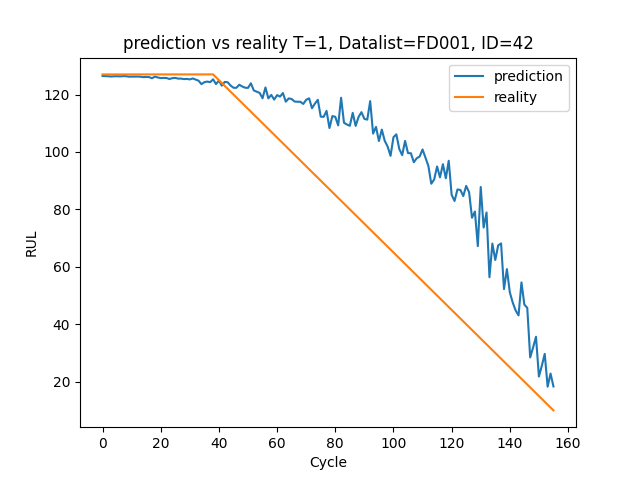 prediction vs reality T=1, Datalist=FD001, ID=42
prediction
reality
RUL
120
100
80
60
40
20
0 20 40 60 80 100 120 140 160
Cycle